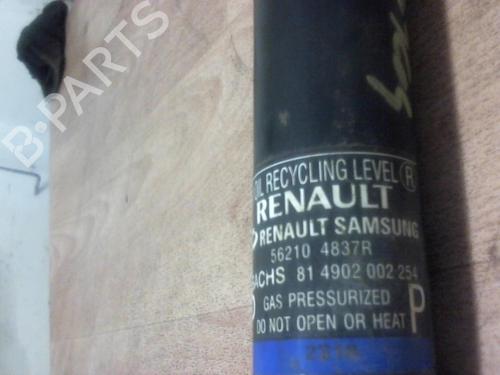 B-PARTS
OIL RECYCLING LEVEL R
RENAULT
RENAULT SAMSUNG
56210 4837R
SACHS 81 4902 002 254
GAS PRESSURIZED P
DO NOT OPEN OR HEAT